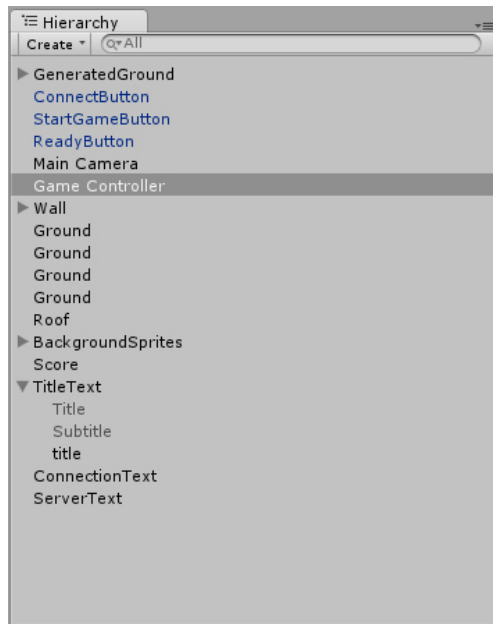 Hierarchy
Create All
GeneratedGround
ConnectButton
StartGameButton
ReadyButton
Main Camera
Game Controller
Wall
Ground
Ground
Ground
Ground
Roof
BackgroundSprites
Score
TitleText
Title
Subtitle
title
ConnectionText
ServerText